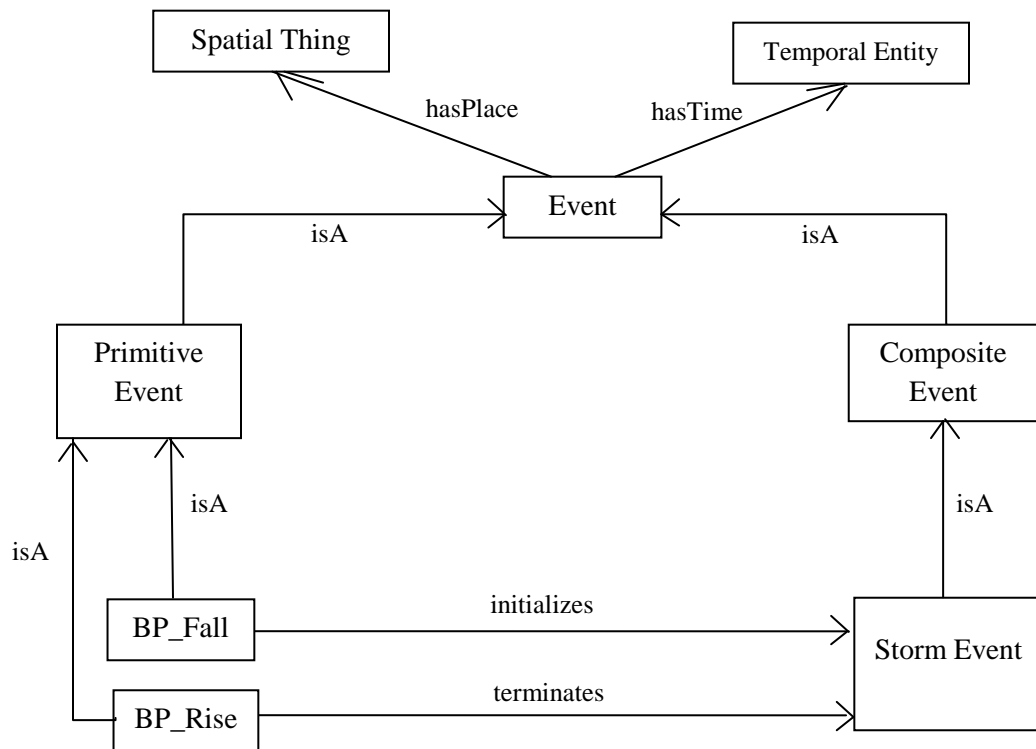 Spatial Thing
Temporal Entity
hasPlace
hasTime
Event
isA
isA
Primitive
Event
Composite
Event
isA
isA
isA
BP_Fall
initializes
Storm Event
BP_Rise
terminates